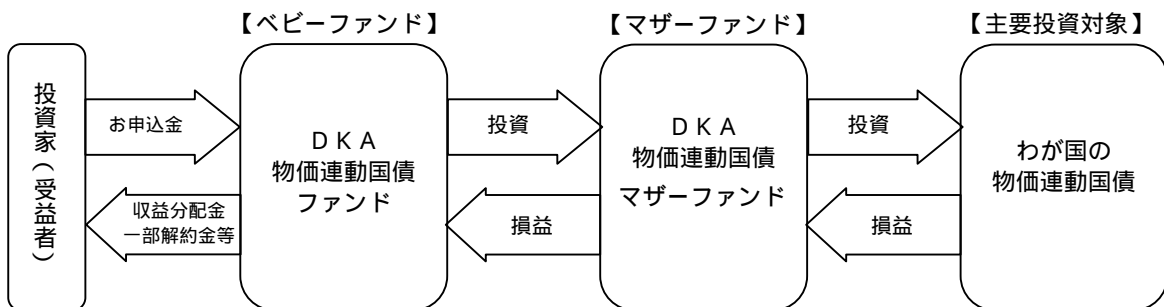 【ベビーファンド】
【マザーファンド】
【主要投資対象】
投資家(受益者)
お申込金
収益分配金
一部解約金等
ＤＫＡ
物価連動国債
ファンド
投資
損益
ＤＫＡ
物価連動国債
マザーファンド
投資
損益
わが国の
物価連動国債